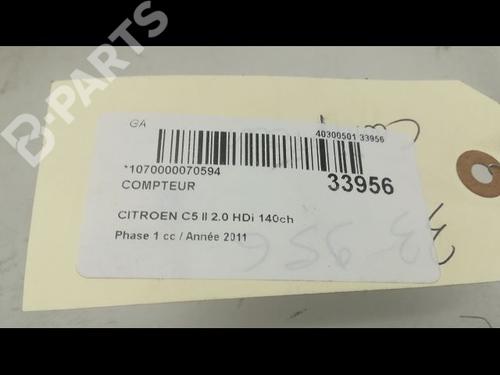 B-PARTS
GA
40300501 33956
*1070000070594
33956
COMPTEUR
CITROEN C5 II 2.0 HDi 140ch
Phase 1 cc / Année 2011